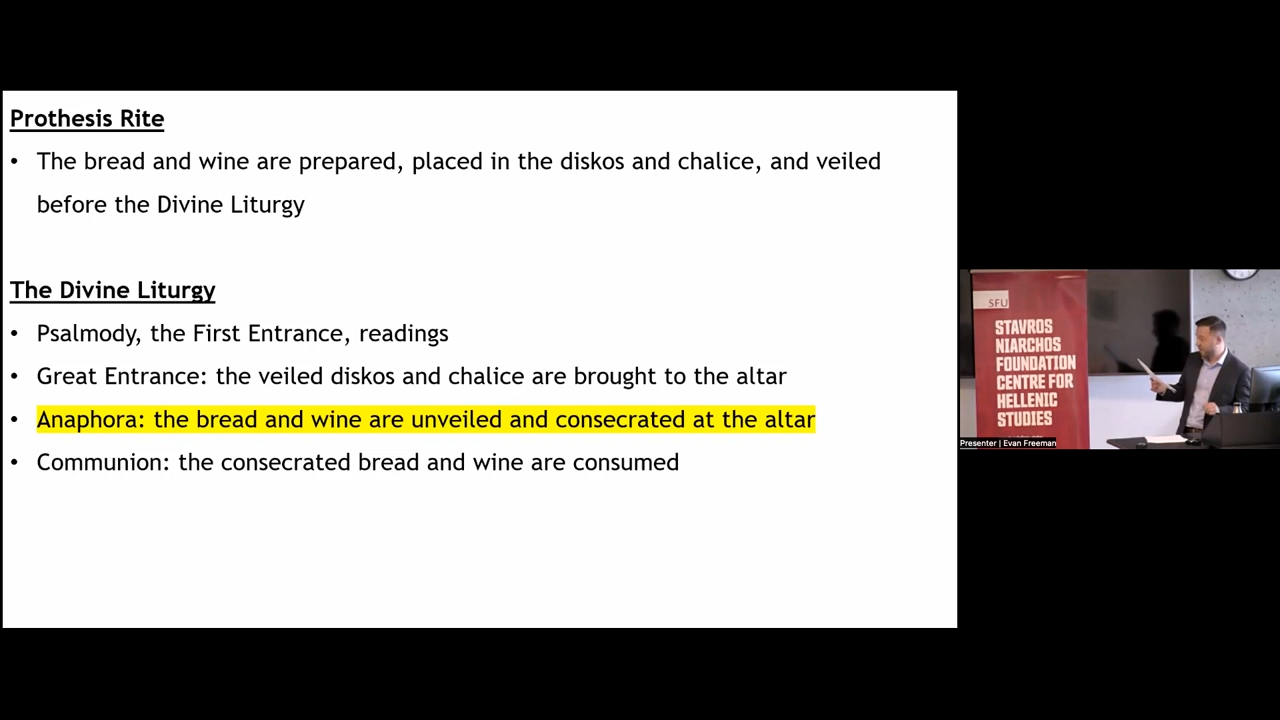 Prothesis Rite
• The bread and wine are prepared, placed in the diskos and chalice, and veiled
before the Divine Liturgy
The Divine Liturgy
• Psalmody, the First Entrance, readings
• Great Entrance: the veiled diskos and chalice are brought to the altar
• Anaphora: the bread and wine are unveiled and consecrated at the altar
• Communion: the consecrated bread and wine are consumed
SFU
STAVROS
NIARCHOS
FOUNDATION
CENTRE FOR
HELLENIC
STUDIES
Presenter | Evan Freeman